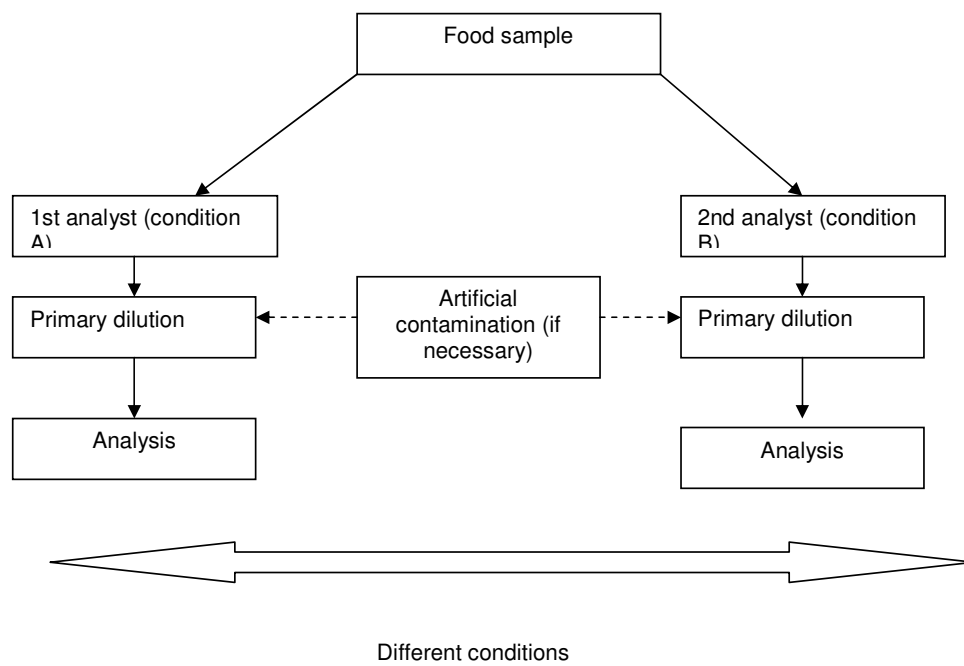 Food sample
1st analyst (condition
A)
2nd analyst (condition
B)
Primary dilution
Artificial
contamination (if
necessary)
Primary dilution
Analysis
Analysis
Different conditions